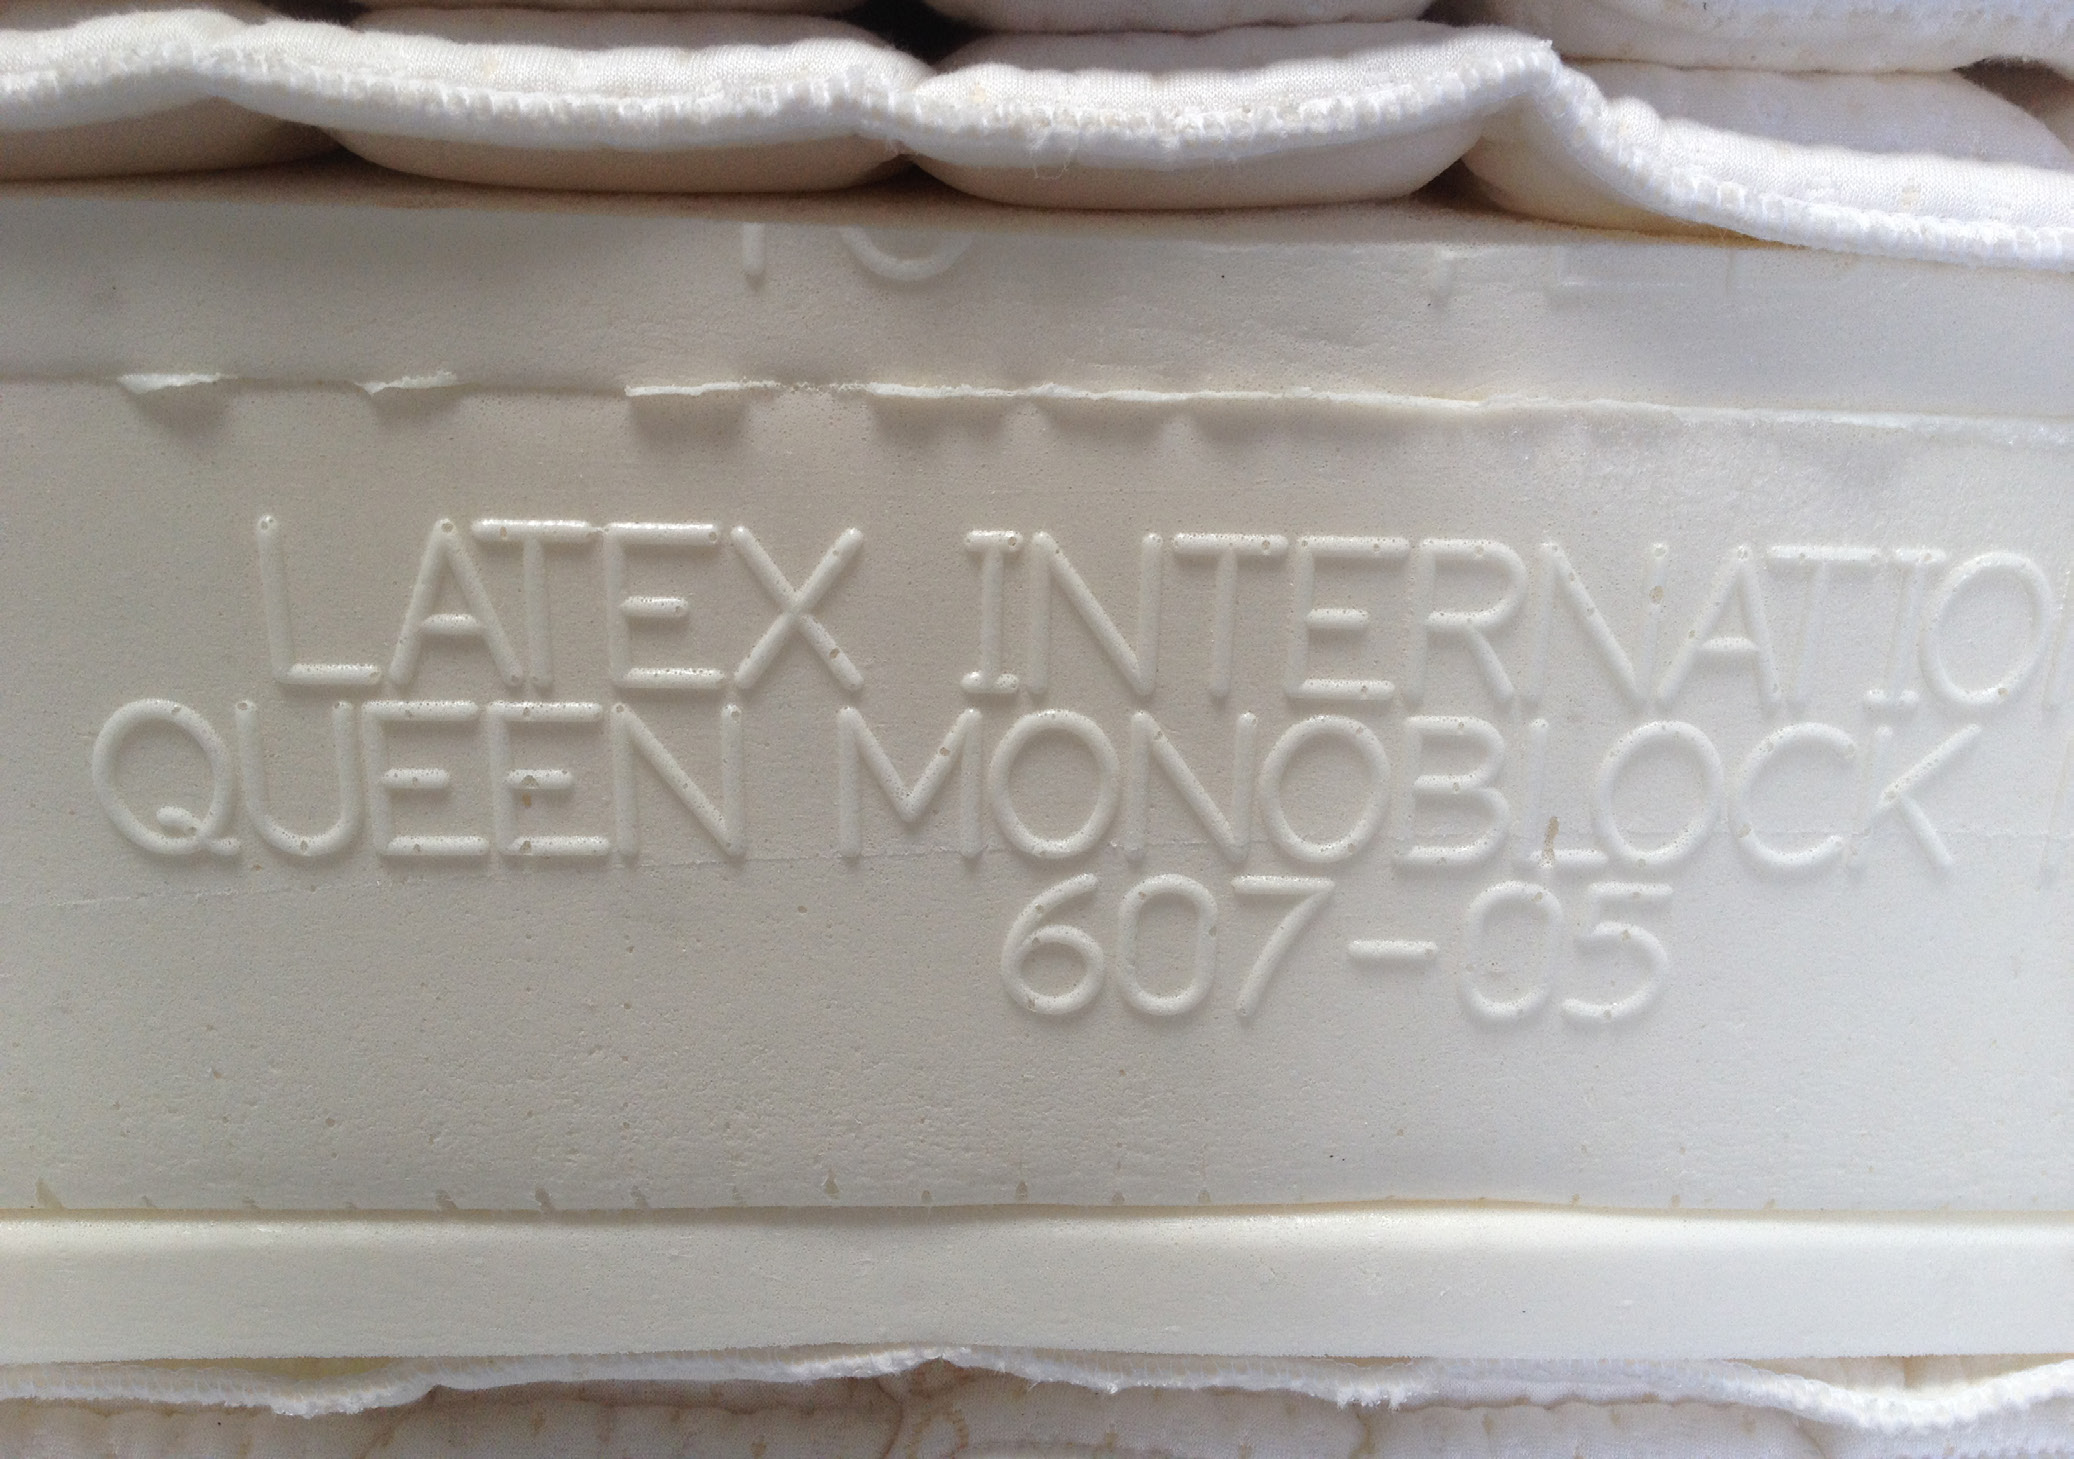 LATEX INTERNATIO
QUEEN MONOBLOCK
607-05